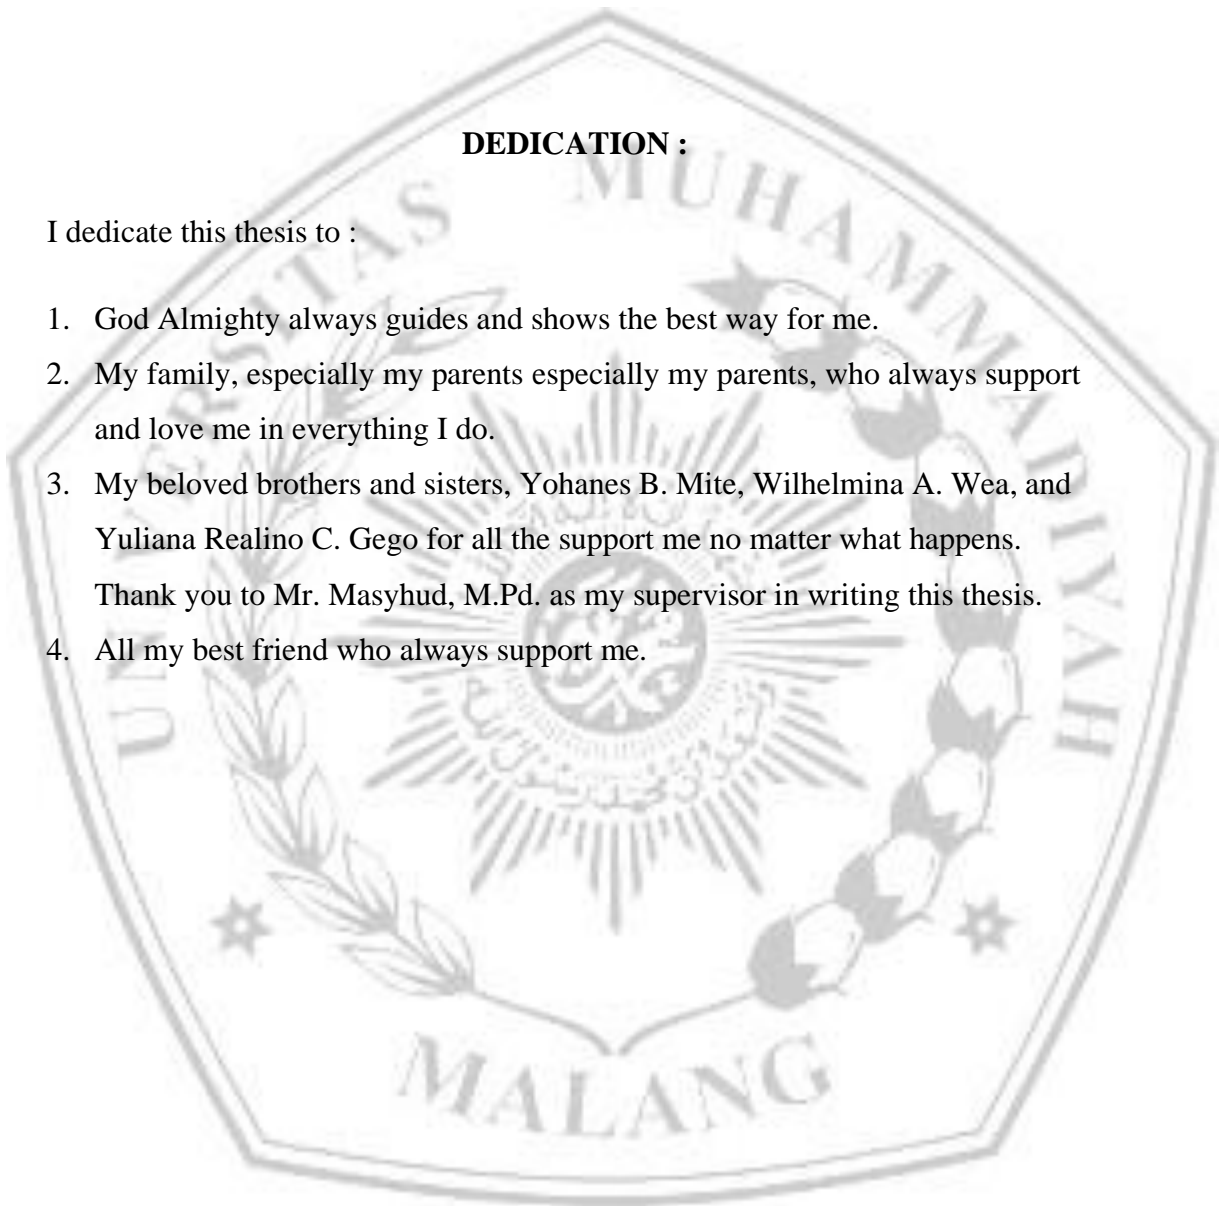 DEDICATION :
UNIVERSITAS MUHAMMADIYAH
I dedicate this thesis to :
1. God Almighty always guides and shows the best way for me.
2. My family, especially my parents especially my parents, who always support
and love me in everything I do.
3. My beloved brothers and sisters, Yohanes B. Mite, Wilhelmina A. Wea, and
Yuliana Realino C. Gego for all the support me no matter what happens.
Thank you to Mr. Masyhud, M.Pd. as my supervisor in writing this thesis.
4. All my best friend who always support me.
MALANG